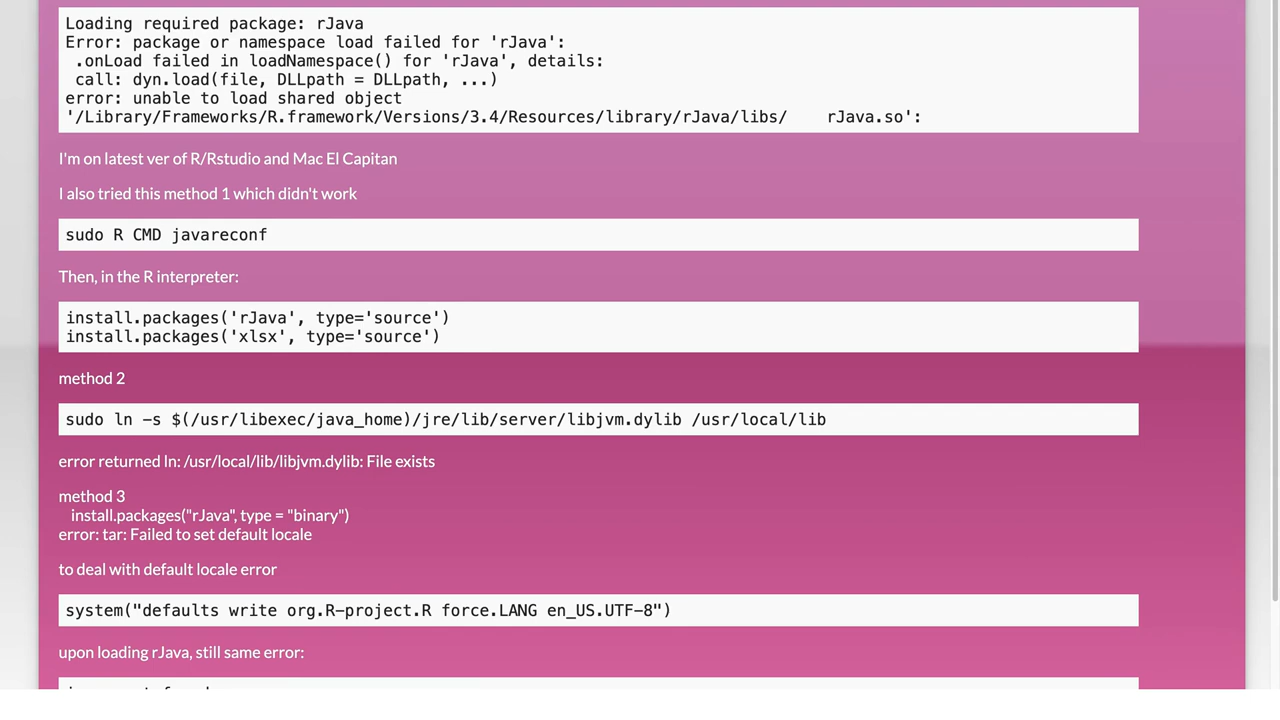 Loading required package: rJava
Error: package or namespace load failed for 'rJava':
.onLoad failed in loadNamespace() for 'rJava', details:
call: dyn.load(file, DLLpath = DLLpath, ...)
error: unable to load shared object
'/Library/Frameworks/R.framework/Versions/3.4/Resources/library/rJava/libs/    rJava.so':
I'm on latest ver of R/Rstudio and Mac El Capitan
I also tried this method 1 which didn't work
sudo R CMD javareconf
Then, in the R interpreter:
install.packages('rJava', type='source')
install.packages('xlsx', type='source')
method 2
sudo ln -s $(/usr/libexec/java_home)/jre/lib/server/libjvm.dylib /usr/local/lib
error returned ln: /usr/local/lib/libjvm.dylib: File exists
method 3
install.packages("rJava", type = "binary")
error: tar: Failed to set default locale
to deal with default locale error
system("defaults write org.R-project.R force.LANG en_US.UTF-8")
upon loading rJava, still same error: